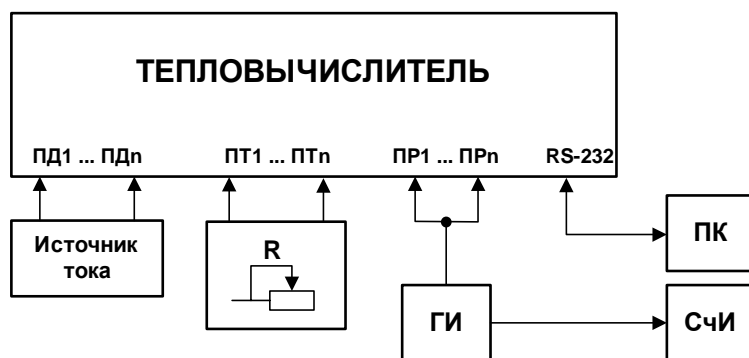 ТЕПЛОВЫЧИСЛИТЕЛЬ
ПД1 ... ПДn ПТ1 ... ПТn ПР1 ... ПРn RS-232
Источник
тока
R
ПК
ГИ
СчИ